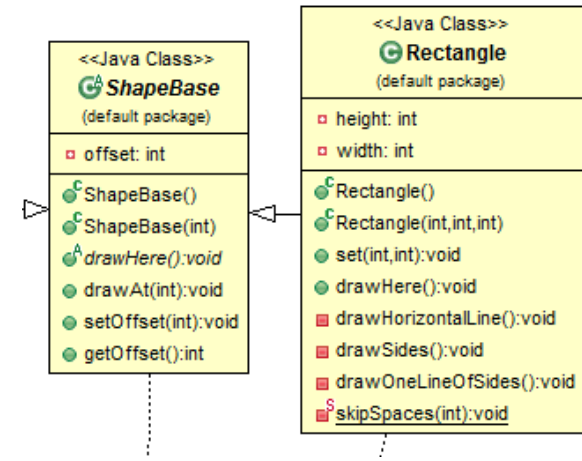 <<Java Class>>
ShapeBase
(default package)
offset: int
ShapeBase()
ShapeBase(int)
drawHere():void
drawAt(int):void
setOffset(int):void
getOffset():int
<<Java Class>>
Rectangle
(default package)
height: int
width: int
Rectangle()
Rectangle(int,int,int)
set(int,int):void
drawHere():void
drawHorizontalLine():void
drawSides():void
drawOneLineOfSides():void
skipSpaces(int):void